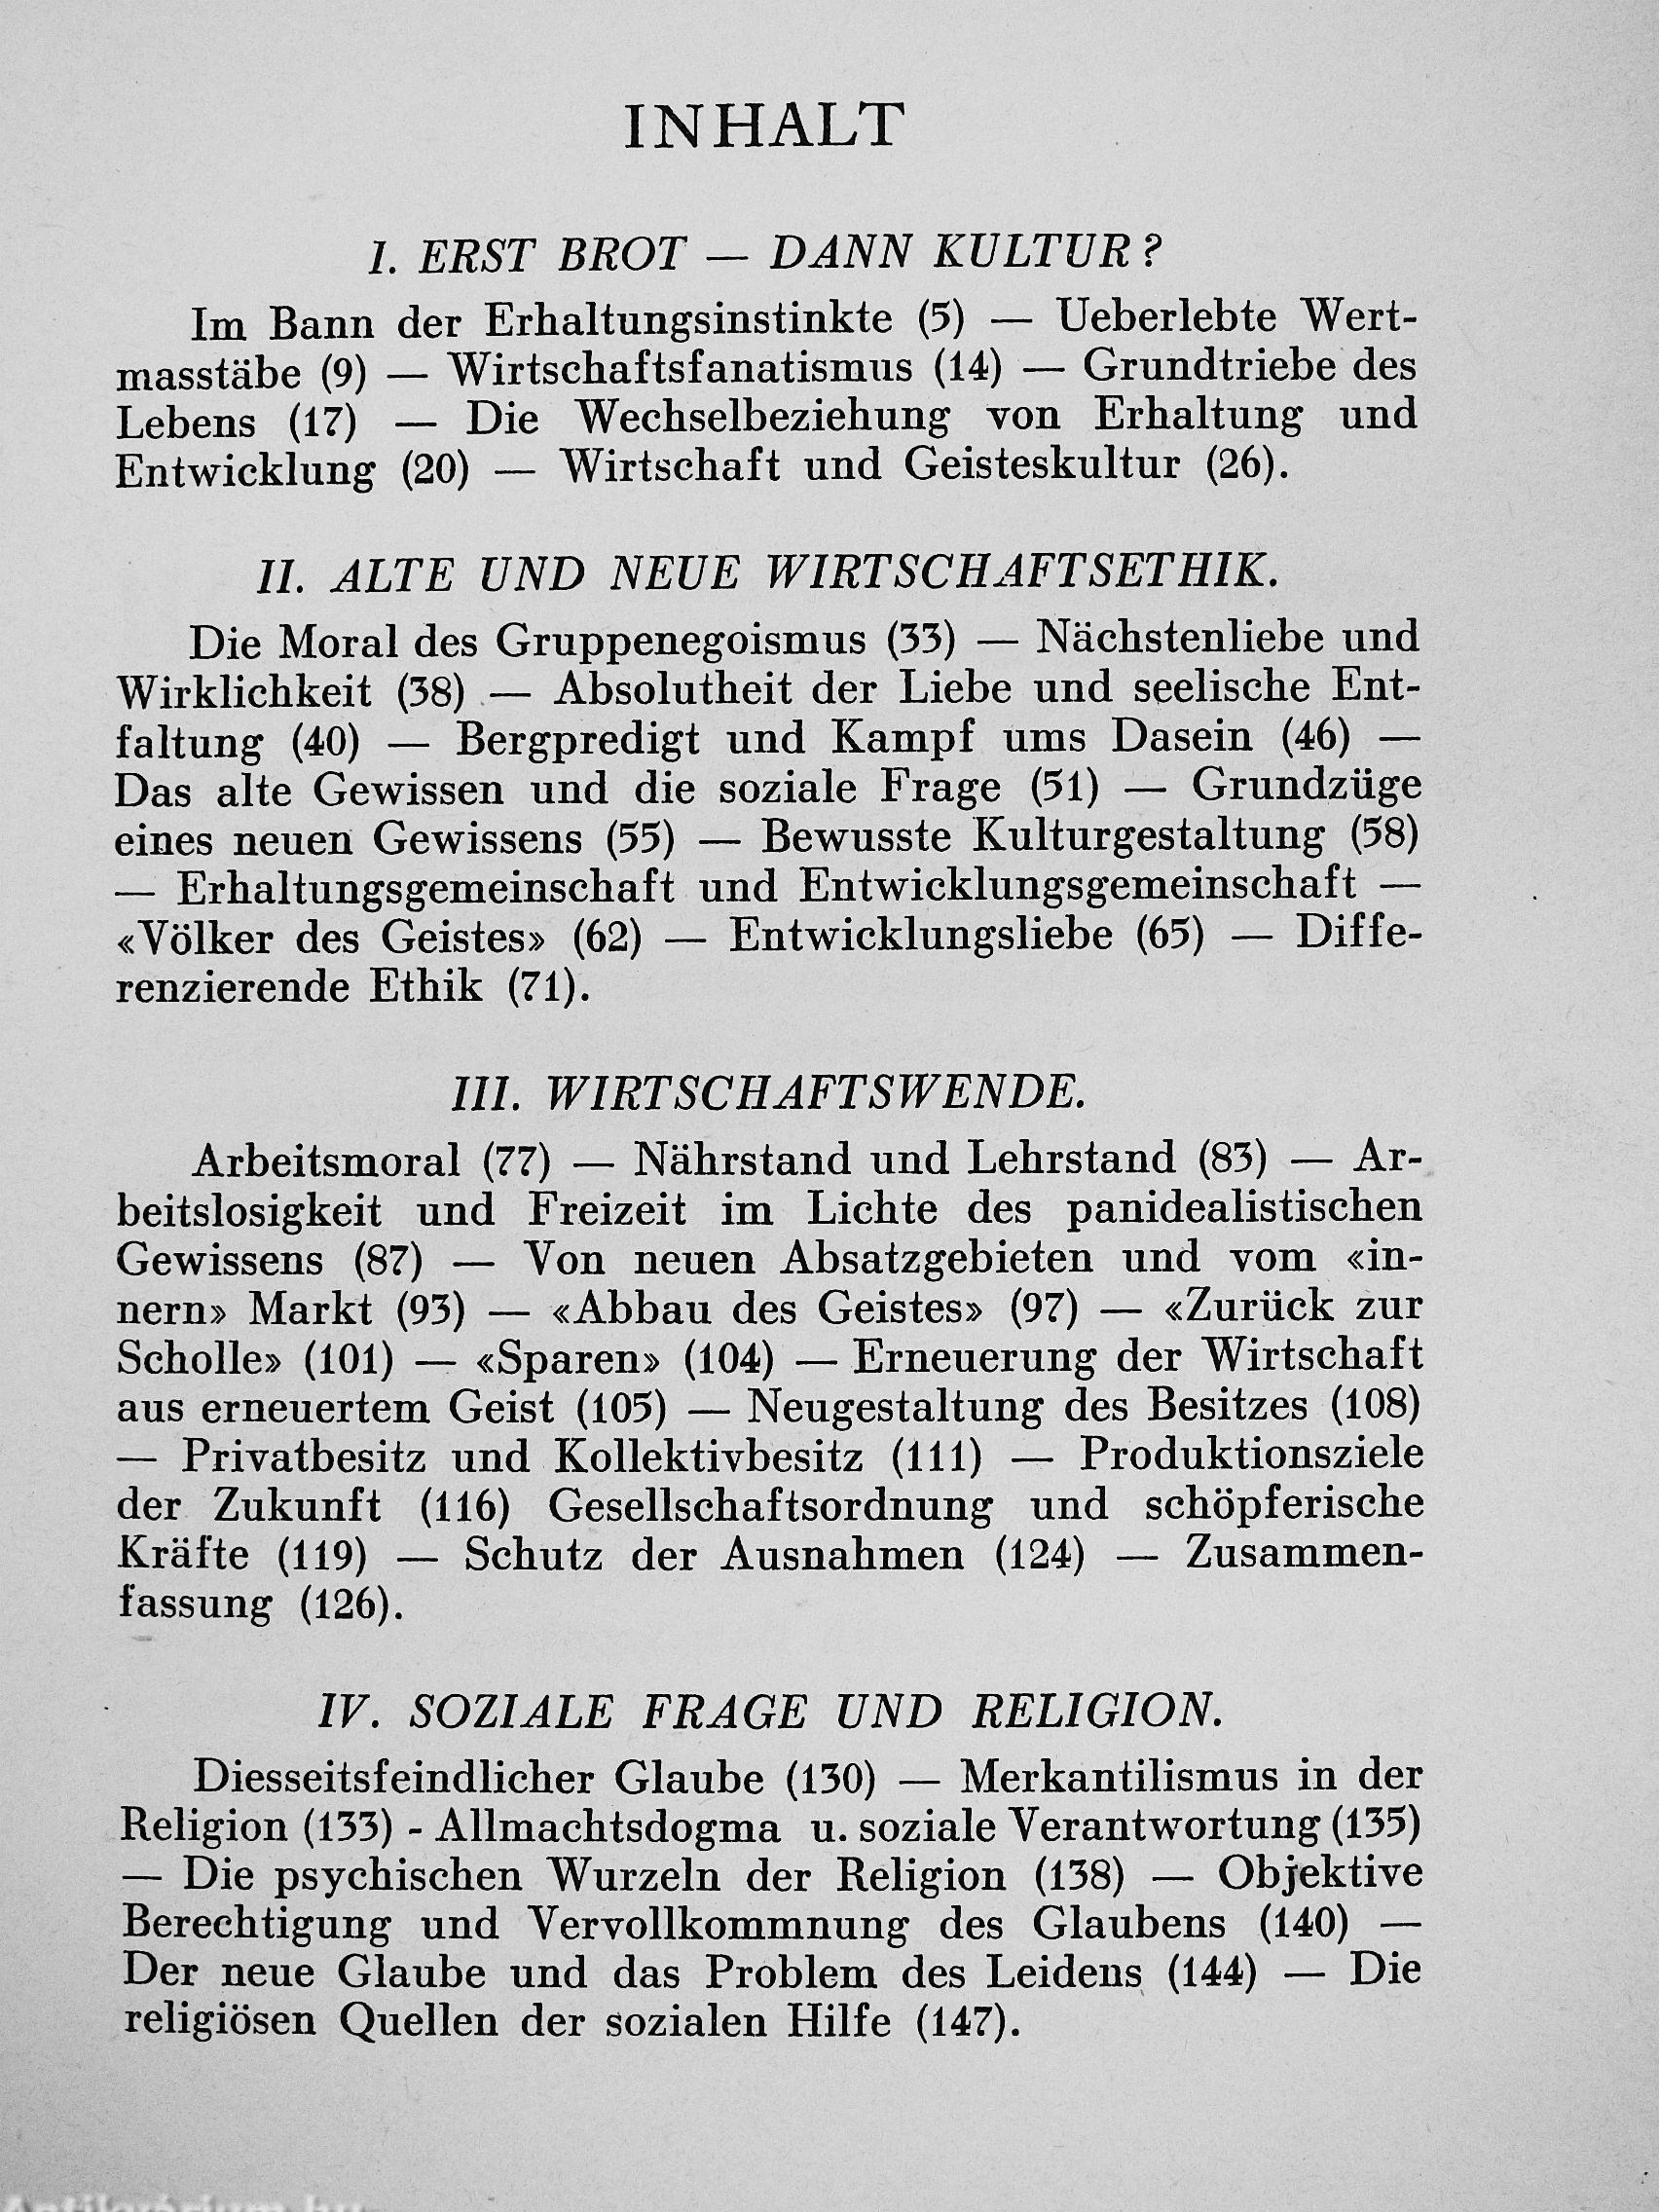 INHALT
I. ERST BROT — DANN KULTUR?
Im Bann der Erhaltungsinstinkte (5) — Ueberlebte Wert-
masstäbe (9) — Wirtschaftsfanatismus (14) — Grundtriebe des
Lebens (17) — Die Wechselbeziehung von Erhaltung und
Entwicklung (20) — Wirtschaft und Geisteskultur (26).
II. ALTE UND NEUE WIRTSCHAFTSETHIK.
Die Moral des Gruppenegoismus (33) — Nächstenliebe und
Wirklichkeit (38) — Absolutheit der Liebe und seelische Ent-
faltung (40) — Bergpredigt und Kampf ums Dasein (46) —
Das alte Gewissen und die soziale Frage (51) — Grundzüge
eines neuen Gewissens (55) — Bewusste Kulturgestaltung (58)
— Erhaltungsgemeinschaft und Entwicklungsgemeinschaft —
«Völker des Geistes» (62) — Entwicklungsliebe (65) — Diffe-
renzierende Ethik (71).
III. WIRTSCHAFTSWENDE.
Arbeitsmoral (77) — Nährstand und Lehrstand (83) — Ar-
beitslosigkeit und Freizeit im Lichte des panidealistischen
Gewissens (87) — Von neuen Absatzgebieten und vom «in-
nern» Markt (93) — «Abbau des Geistes» (97) — «Zurück zur
Scholle» (101) — «Sparen» (104) — Erneuerung der Wirtschaft
aus erneuertem Geist (105) — Neugestaltung des Besitzes (108)
— Privatbesitz und Kollektivbesitz (111) — Produktionsziele
der Zukunft (116) Gesellschaftsordnung und schöpferische
Kräfte (119) — Schutz der Ausnahmen (124) — Zusammen-
fassung (126).
IV. SOZIALE FRAGE UND RELIGION.
Diesseitsfeindlicher Glaube (130) — Merkantilismus in der
Religion (133) - Allmachtsdogma u. soziale Verantwortung (135)
— Die psychischen Wurzeln der Religion (138) — Objektive
Berechtigung und Vervollkommnung des Glaubens (140) —
Der neue Glaube und das Problem des Leidens (144) — Die
religiösen Quellen der sozialen Hilfe (147).